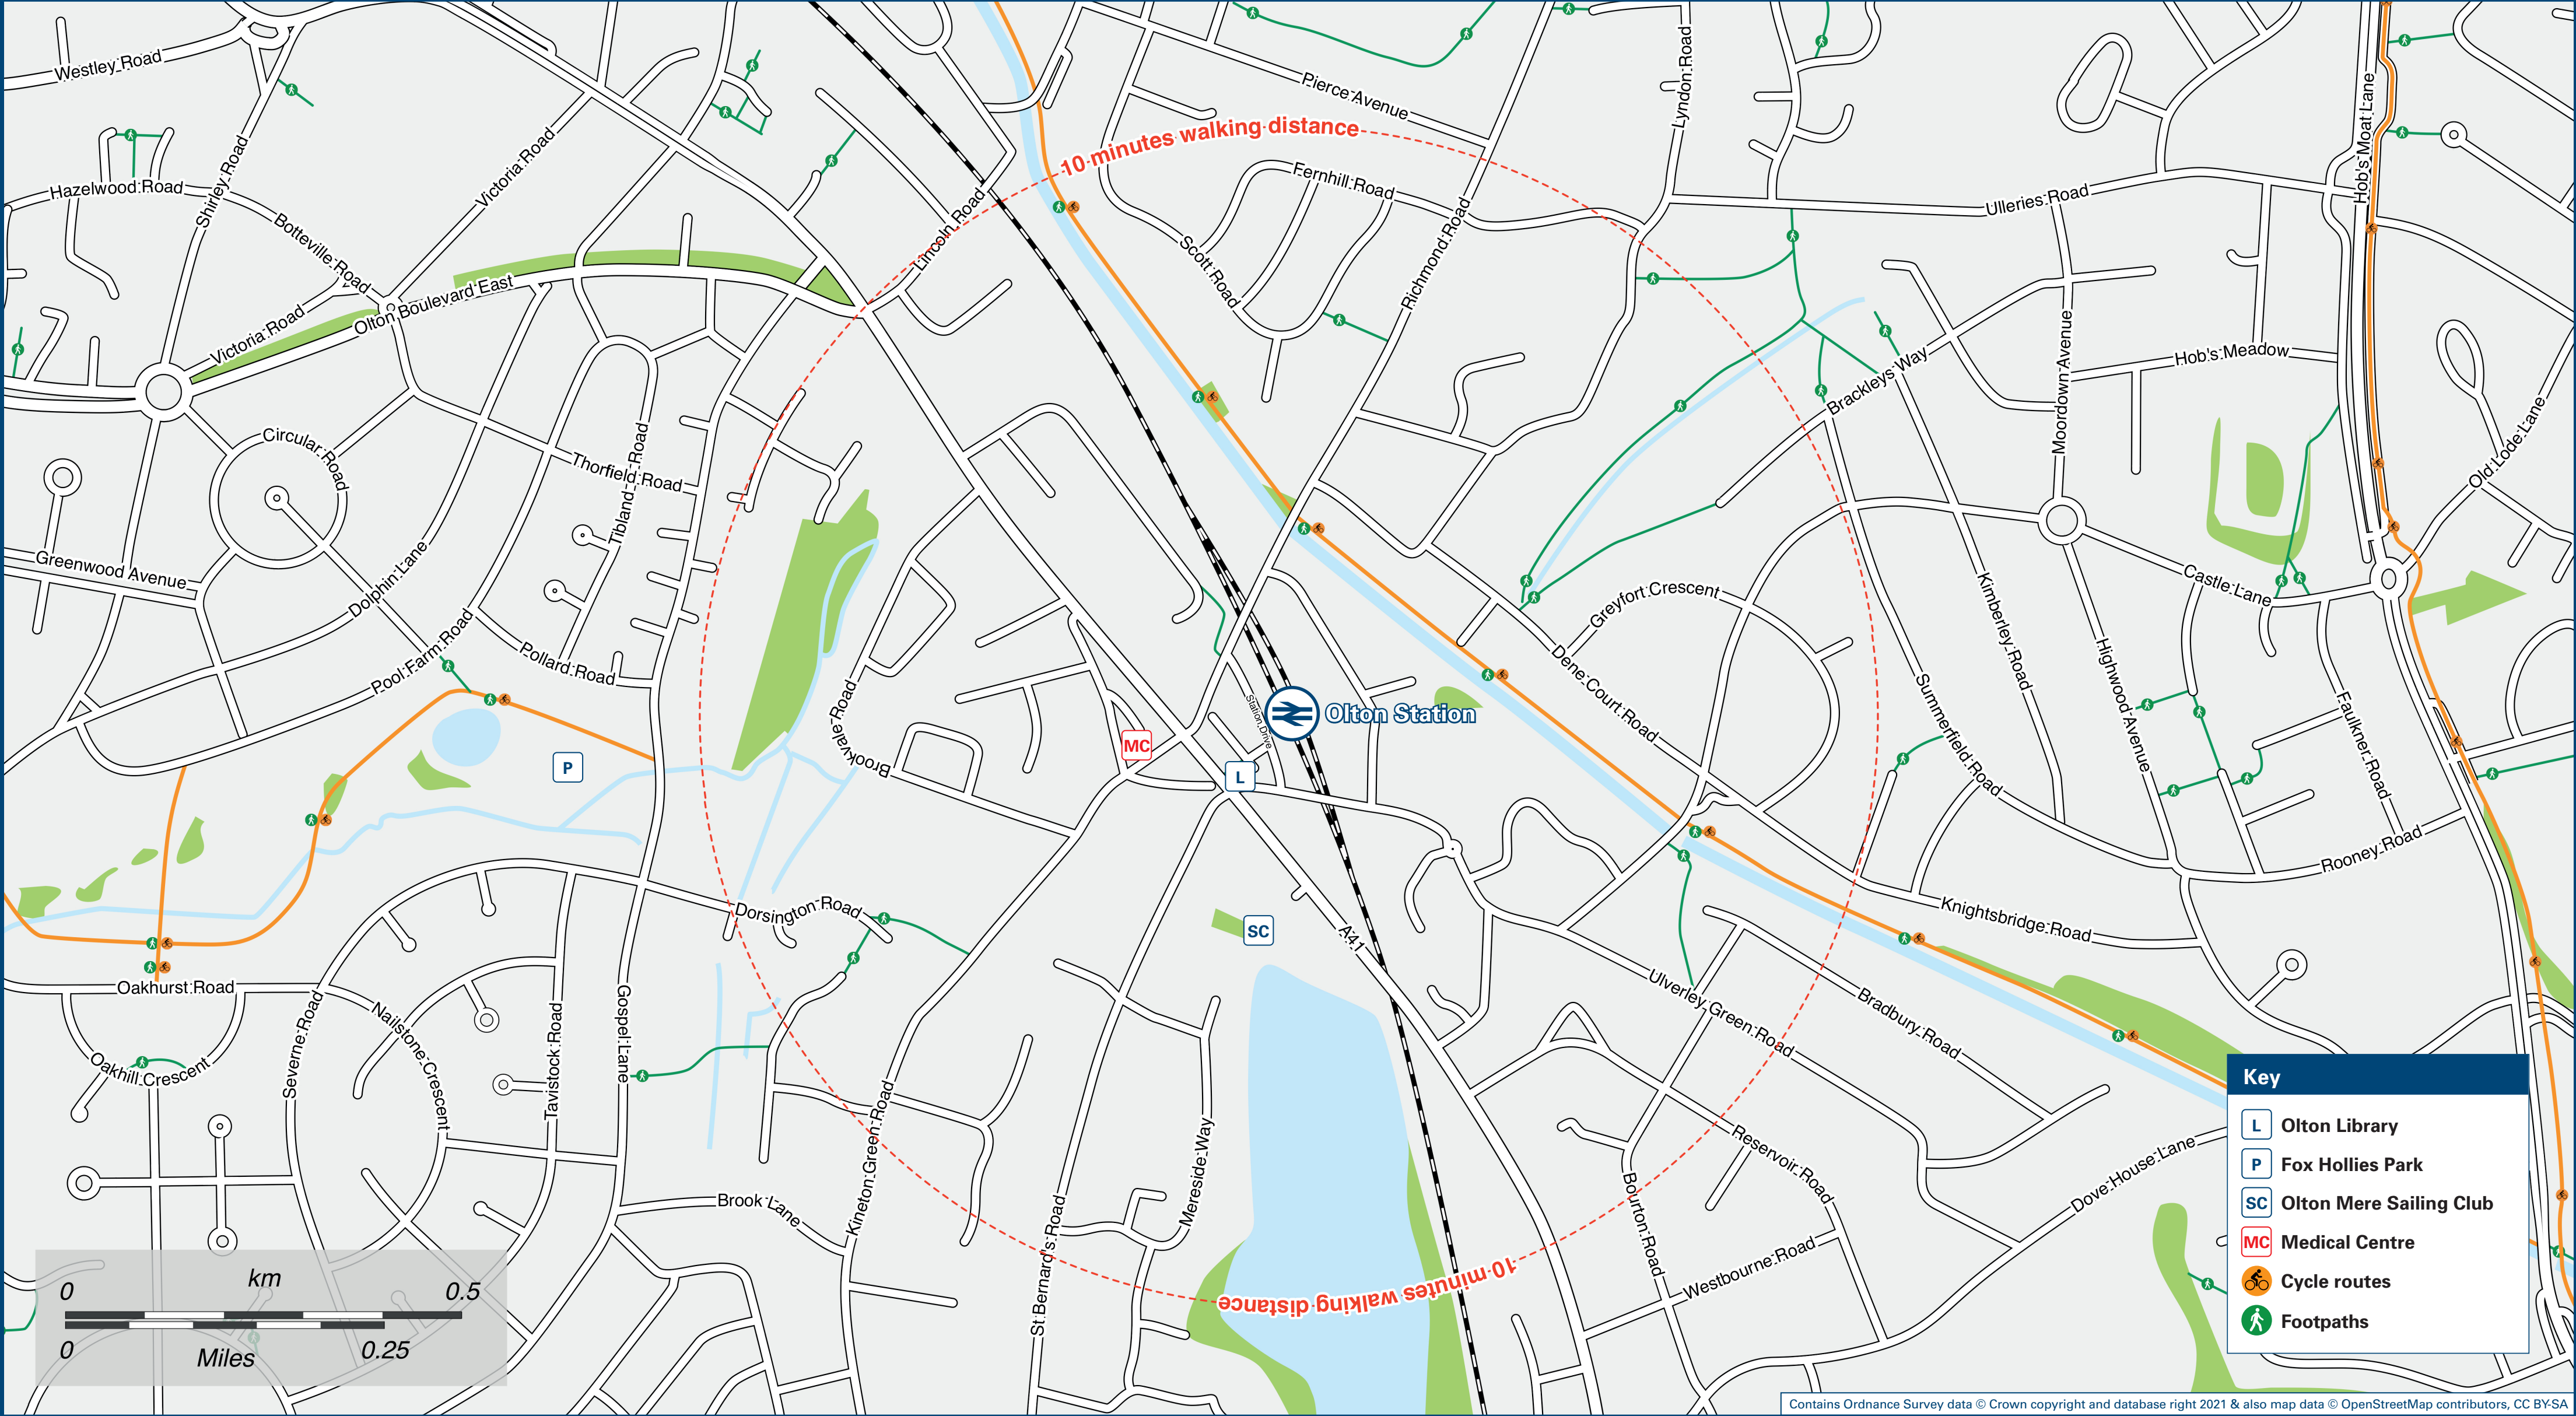 Westley Road
Hazelwood Road
Shirley Road
Victoria Road
Botteville Road
Victoria Road
Olton Boulevard East
Circular Road
Thorfield Road
Tibland Road
Greenwood Avenue
Dolphin Lane
Pool Farm Road
Pollard Road
Lincoln Road
10 minutes walking distance
Pierce Avenue
Fernhill Road
Scott Road
Richmond Road
Lyndon Road
Ulleries Road
Hob's Moat Lane
Brackleys Way
Moordown Avenue
Hob's Meadow
Old Lode Lane
Castle Lane
Greyfort Crescent
Kimberley Road
Highwood Avenue
Faulkner Road
Dene Court Road
Summerfield Road
Rooney Road
Knightsbridge Road
Brookvale Road
Station Drive
Olton Station
MC
L
P
SC
A41
Dorsington Road
Oakhurst Road
Oakhill Crescent
Severne Road
Nailstone Crescent
Tavistock Road
Gospel Lane
Brook Lane
Kineton Green Road
St Bernard's Road
Mereside Way
Ulverley Green Road
Bradbury Road
Reservoir Road
Bourton Road
Westbourne Road
Dove House Lane
10 minutes walking distance
0 km 0.5
0 Miles 0.25
Key
L Olton Library
P Fox Hollies Park
SC Olton Mere Sailing Club
MC Medical Centre
Cycle routes
Footpaths
Contains Ordnance Survey data © Crown copyright and database right 2021 & also map data © OpenStreetMap contributors, CC BY-SA